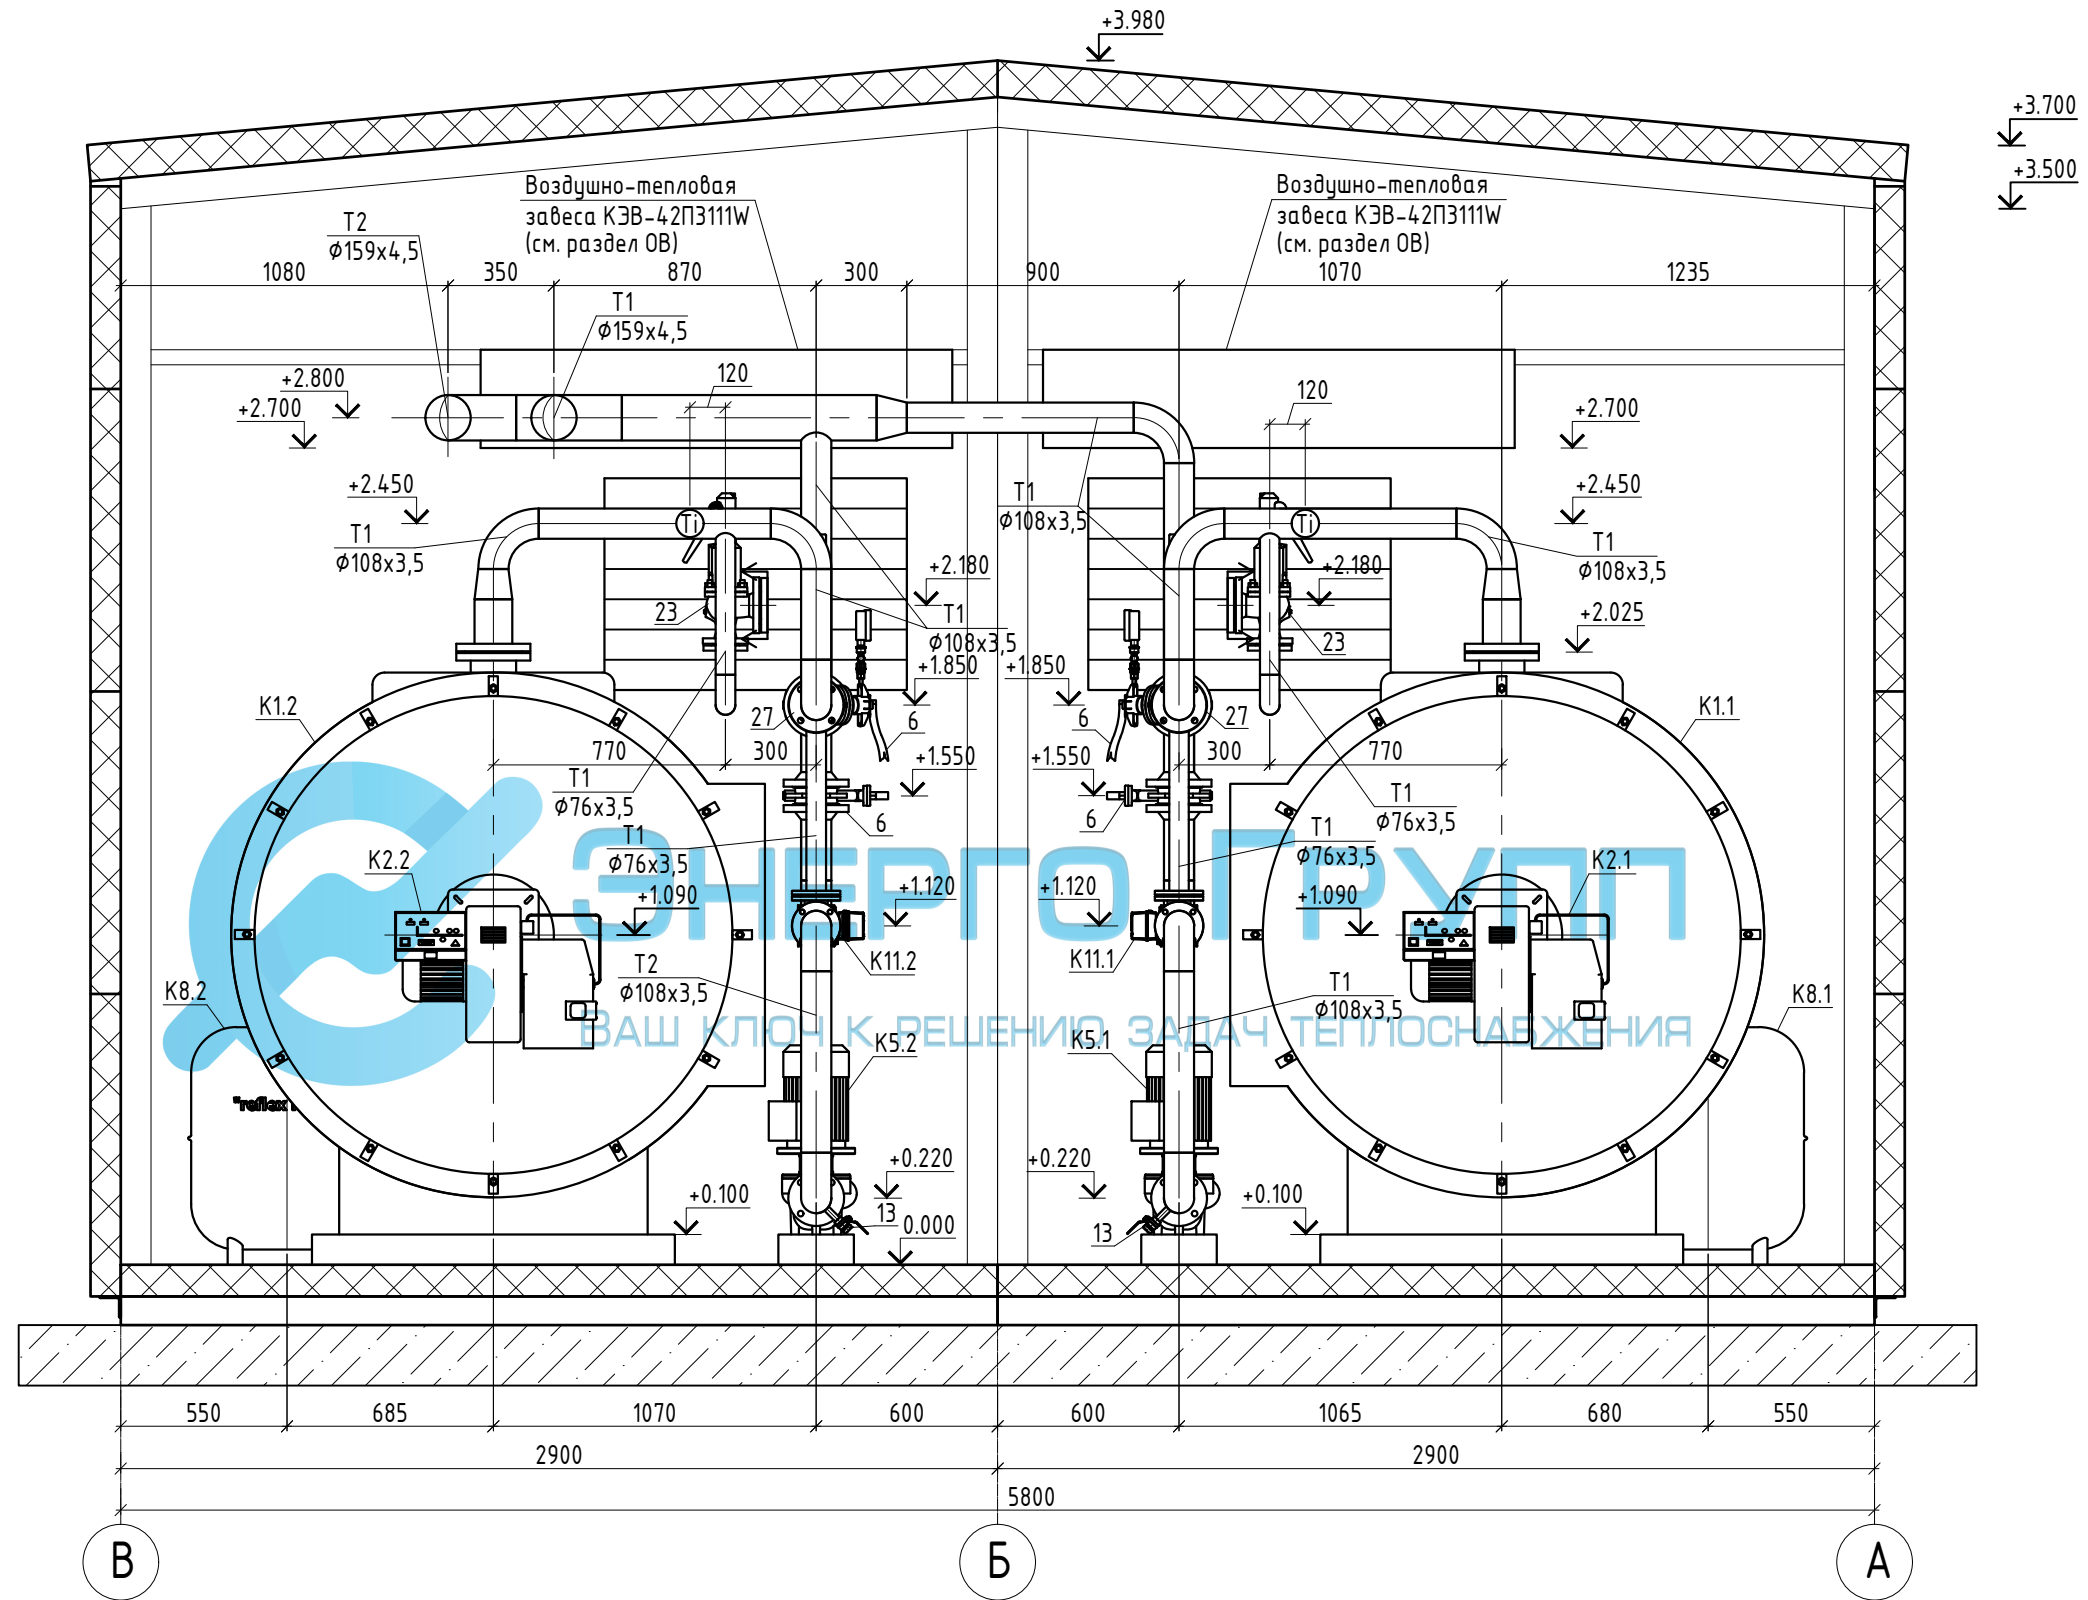 +3.980
+3.700
+3.500
Воздушно-тепловая
завеса КЭВ-42П3111W
(см. раздел ОВ)
Воздушно-тепловая
завеса КЭВ-42П3111W
(см. раздел ОВ)
Т2
Ф159х4,5
1080
350
870
300
900
1070
1235
Т1
Ф159х4,5
+2.800
+2.700
120
120
+2.700
+2.450
Т1
Ф108х3,5
Ti
Т1
Ф108х3,5
Ti
+2.450
Т1
Ф108х3,5
+2.180
+2.180
23
Т1
Ф108х3,5
23
+2.025
+1.850
+1.850
К1.2
27
6
6
27
К1.1
770
300
300
770
+1.550
+1.550
Т1
Ф76х3,5
Т1
Ф76х3,5
6
6
Т1
Ф76х3,5
Т1
Ф76х3,5
ЭНЕРГО ГРУПП
К2.2
+1.090
+1.120
+1.120
+1.090
К2.1
К11.2
К11.1
Т2
Ф108х3,5
Т1
Ф108х3,5
К8.2
К8.1
ВАШ КЛЮЧ К РЕШЕНИЮ ЗАДАЧ ТЕПЛОСНАБЖЕНИЯ
К5.2
К5.1
"reflex
+0.220
+0.220
+0.100
+0.100
13
13
0.000
550
685
1070
600
600
1065
680
550
2900
2900
5800
В
Б
А